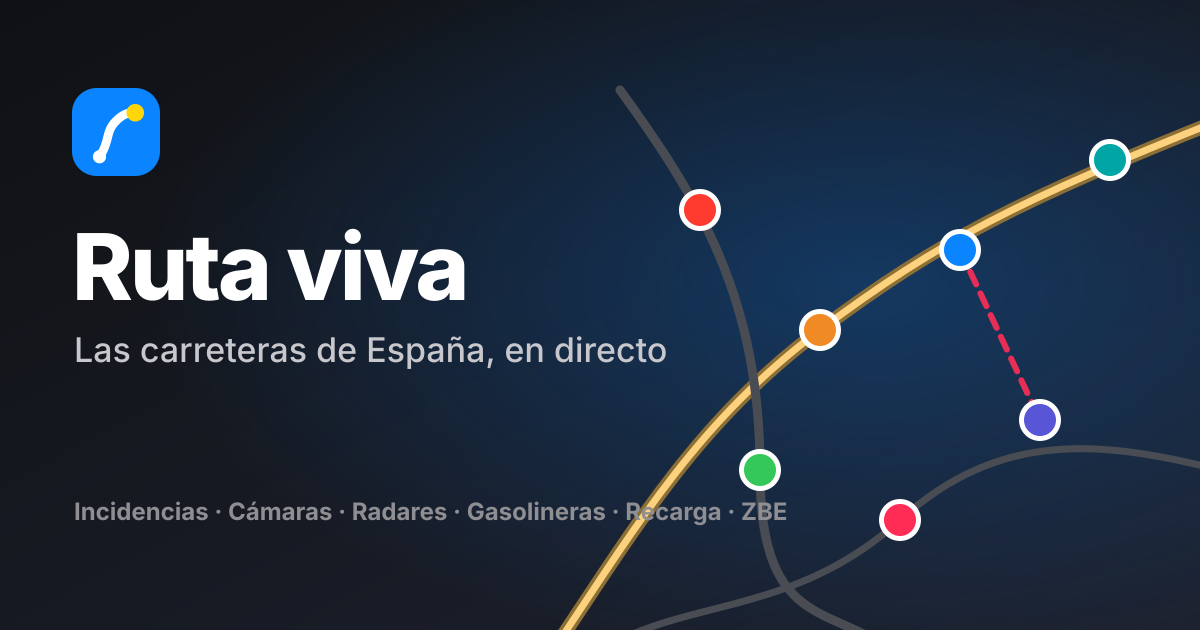 Ruta viva
Las carreteras de España, en directo
Incidencias · Cámaras · Radares · Gasolineras · Recarga · ZBE